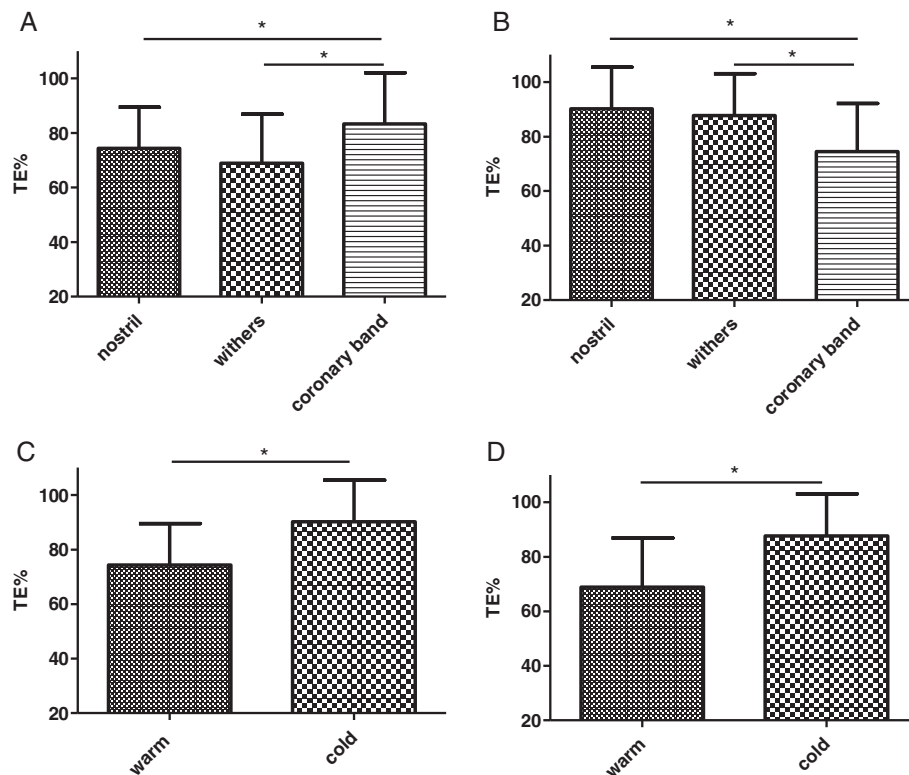 A
*
*
100
80
60
40
20
TE%
nostril
withers
coronary band
B
*
*
100
80
60
40
20
TE%
nostril
withers
coronary band
C
*
100
80
60
40
20
TE%
warm
cold
D
*
100
80
60
40
20
TE%
warm
cold